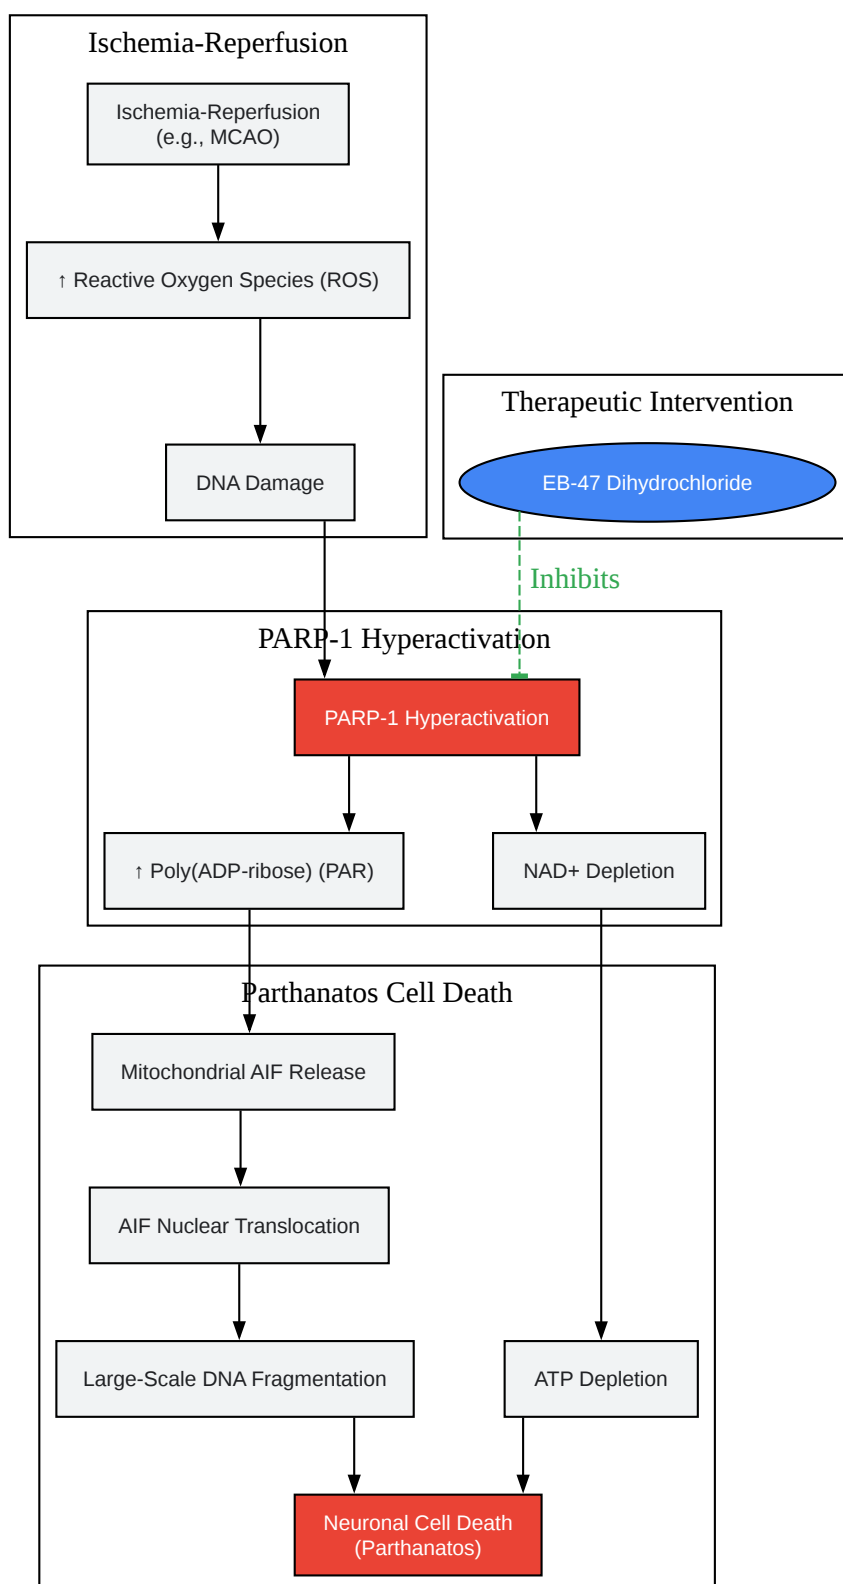 Ischemia-Reperfusion
Ischemia-Reperfusion
(e.g., MCAO)
↑ Reactive Oxygen Species (ROS)
DNA Damage
Therapeutic Intervention
EB-47 Dihydrochloride
Inhibits
PARP-1 Hyperactivation
PARP-1 Hyperactivation
↑ Poly(ADP-ribose) (PAR)
NAD+ Depletion
Parthanatos Cell Death
Mitochondrial AIF Release
AIF Nuclear Translocation
Large-Scale DNA Fragmentation
ATP Depletion
Neuronal Cell Death
(Parthanatos)